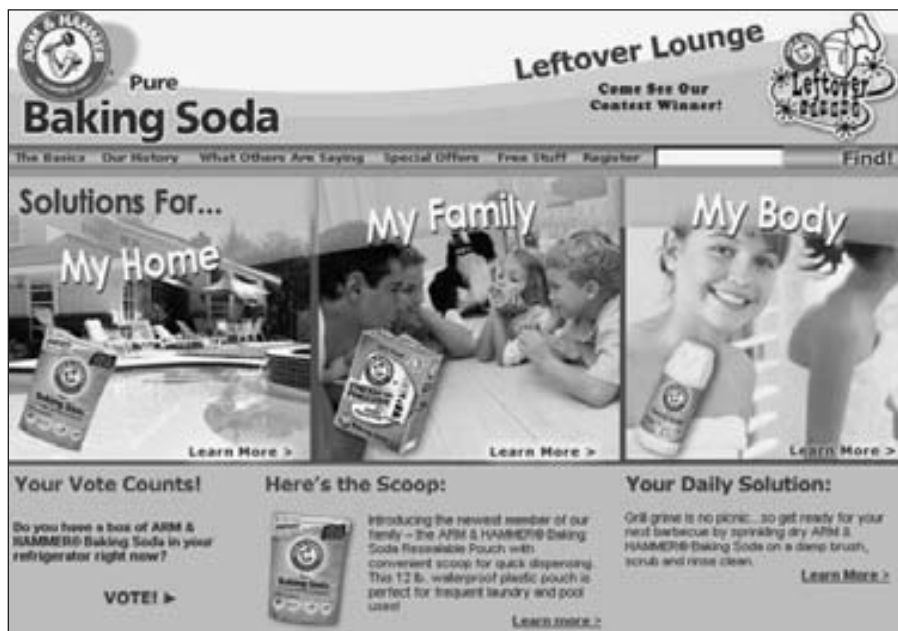 ARM & HAMMER
Pure
Baking Soda
Leftover Lounge
Come See Our
Contest Winner!
Leftover
The Basics Our History What Others Are Saying Special Offers Free Stuff Register Find!
Solutions For...
My Home
My Family
My Body
Baking Soda
Learn More >
Learn More >
Learn More >
Your Vote Counts!
Do you have a box of ARM &
HAMMER® Baking Soda in your
refrigerator right now?
VOTE!
Here's the Scoop:
Baking Soda
Introducing the newest member of our
family – the ARM & HAMMER® Baking
Soda Resealable Pouch with
convenient scoop for quick dispensing.
This 12 lb. waterproof plastic pouch is
perfect for frequent laundry and pool
uses!
Learn more >
Your Daily Solution:
Grill grime is no picnic...so get ready for your
next barbecue by sprinkling dry ARM &
HAMMER® Baking Soda on a damp brush,
scrub and rinse clean.
Learn More >